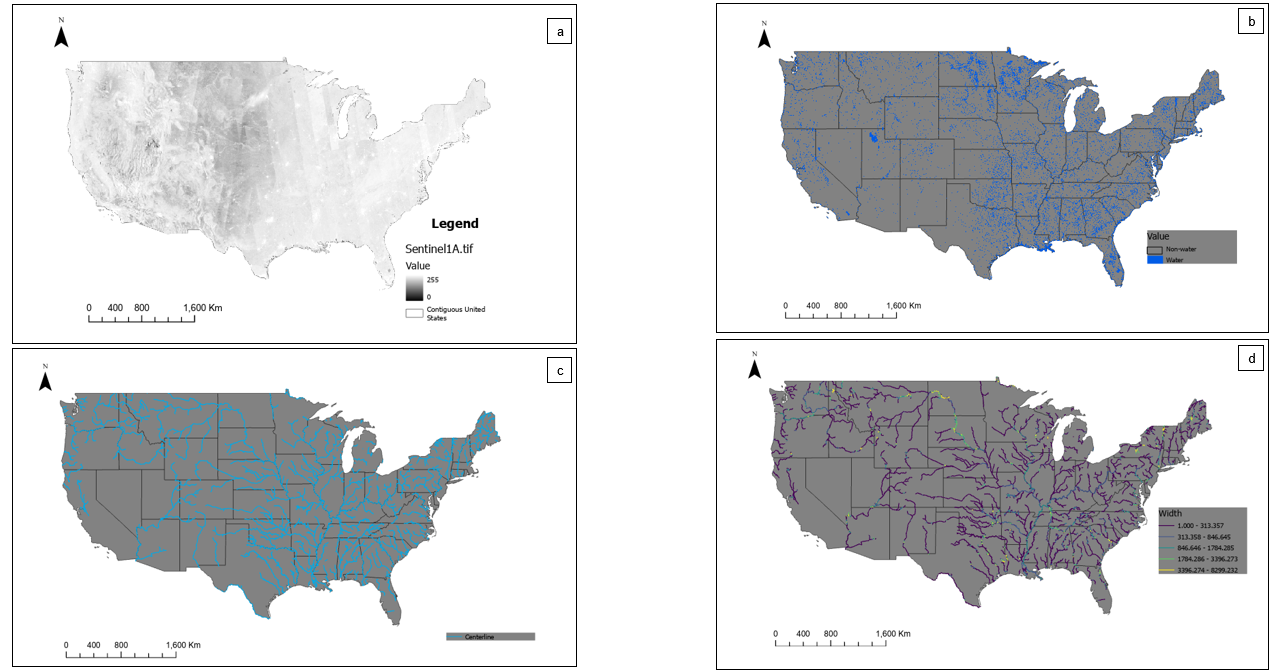 N
a
Legend
Sentinel1A.tif
Value
255
0
Contiguous United
States
0 400 800 1,600 Km
N
b
Value
Non-water
Water
0 400 800 1,600 Km
N
c
Centerline
0 400 800 1,600 Km
N
d
Width
1.000 - 313.357
313.358 - 846.645
846.646 - 1784.285
1784.286 - 3396.273
3396.274 - 8299.232
0 400 800 1,600 Km